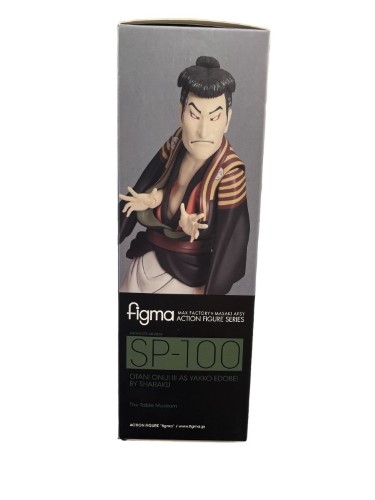 figma
MAX FACTORY x MASAKI APSY
ACTION FIGURE SERIES
SP-100
OTANI ONIJI III AS YAKKO EDOBEI
BY SHARAKU
The Table Museum
ACTION FIGURE "figma" / www.figma.jp